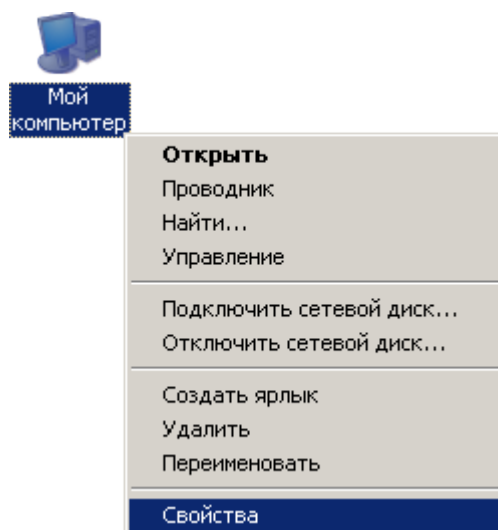 Мой
компьютер
Открыть
Проводник
Найти...
Управление
Подключить сетевой диск...
Отключить сетевой диск...
Создать ярлык
Удалить
Переименовать
Свойства